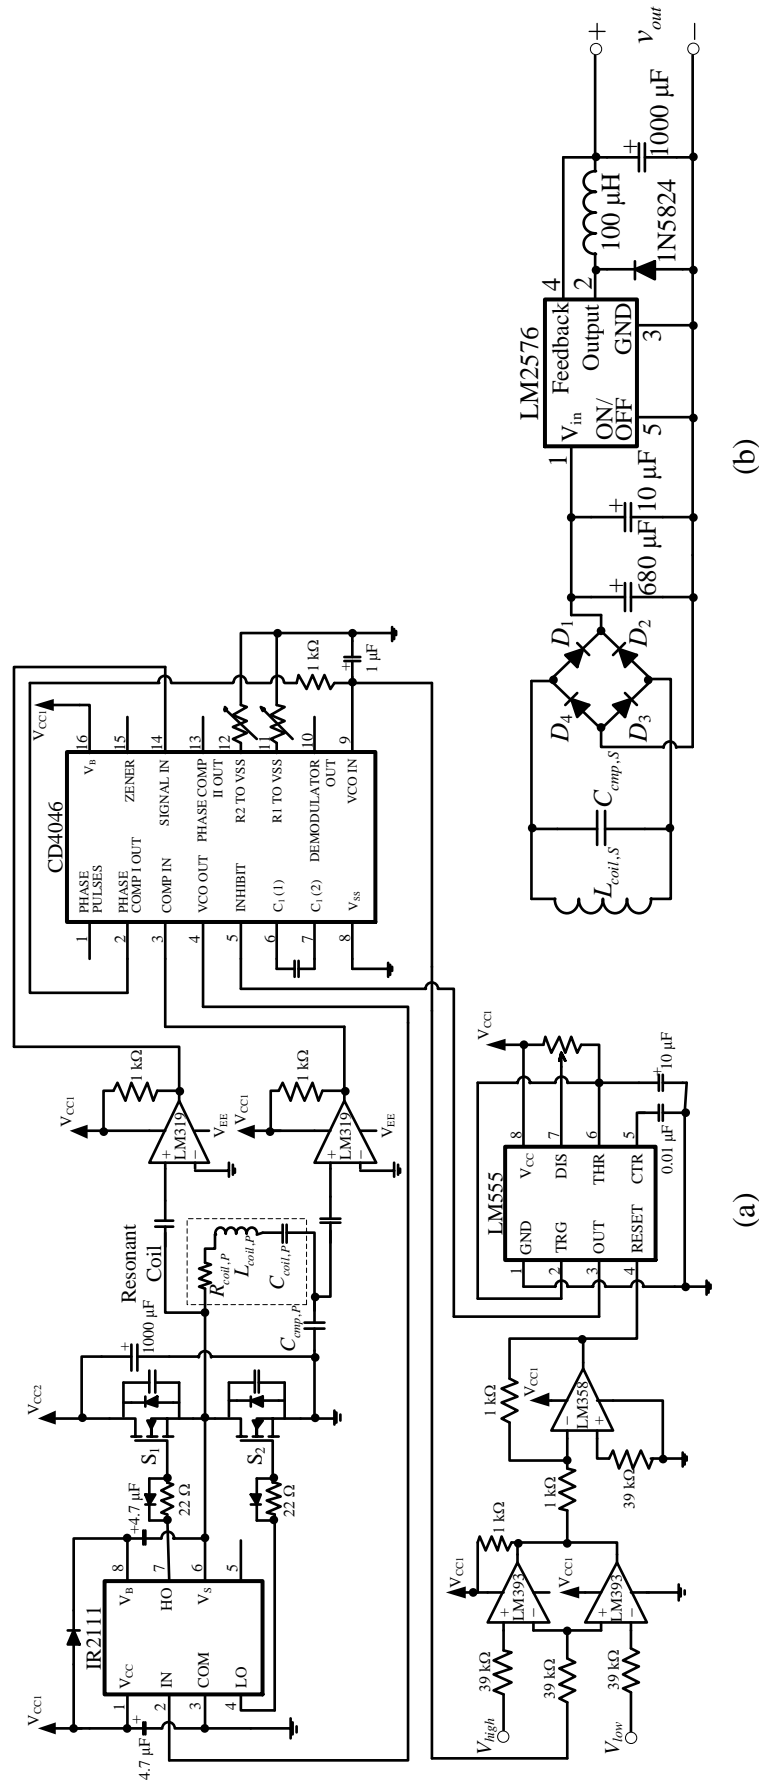 V_CC1
4.7 µF
IR2111
1
2
3
4
V_CC
IN
COM
LO
V_B
HO
V_S
8
7
6
5
+4.7 µF
22 Ω
22 Ω
S_1
S_2
V_CC2
+
1000 µF
Resonant
Coil
R_coil,P
L_coil,P
C_coil,P
C_cmp,P
V_CC1
1 kΩ
+
−
LM319
V_EE
V_CC1
1 kΩ
+
−
LM319
V_EE
CD4046
1
2
3
4
5
6
7
8
PHASE
PULSES
PHASE
COMP I OUT
COMP IN
VCO OUT
INHIBIT
C_1 (1)
C_1 (2)
V_SS
V_B
ZENER
SIGNAL IN
PHASE COMP
II OUT
R2 TO VSS
R1 TO VSS
DEMODULATOR
OUT
VCO IN
16
15
14
13
12
11
10
9
V_CC1
1 kΩ
+
1 µF
V_high
V_low
39 kΩ
39 kΩ
39 kΩ
V_CC1
1 kΩ
+
−
LM393
V_CC1
+
−
LM393
1 kΩ
1 kΩ
39 kΩ
V_CC1
−
+
LM358
LM555
1
2
3
4
GND
TRG
OUT
RESET
V_CC
DIS
THR
CTR
8
7
6
5
V_CC1
0.01 µF
+
10 µF
(a)
L_coil,S
C_cmp,S
D_4
D_1
D_3
D_2
+
680 µF
+
10 µF
LM2576
1
V_in
ON/
OFF
5
Feedback
Output
GND
3
4
2
100 µH
1N5824
+
1000 µF
+
v_out
−
(b)